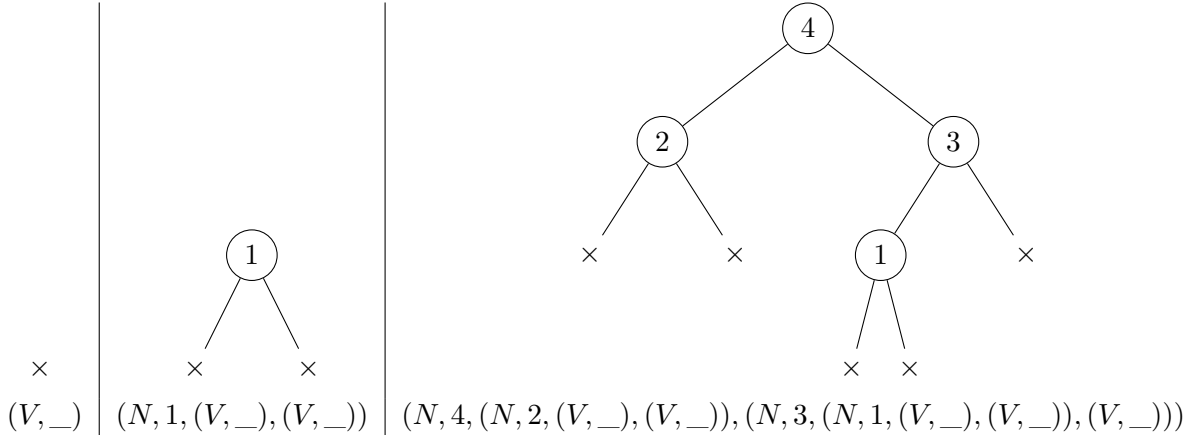 4
2 3
× × 1 ×
1
× × × × ×
(V, _) (N, 1, (V, _), (V, _)) (N, 4, (N, 2, (V, _), (V, _)), (N, 3, (N, 1, (V, _), (V, _)), (V, _)))